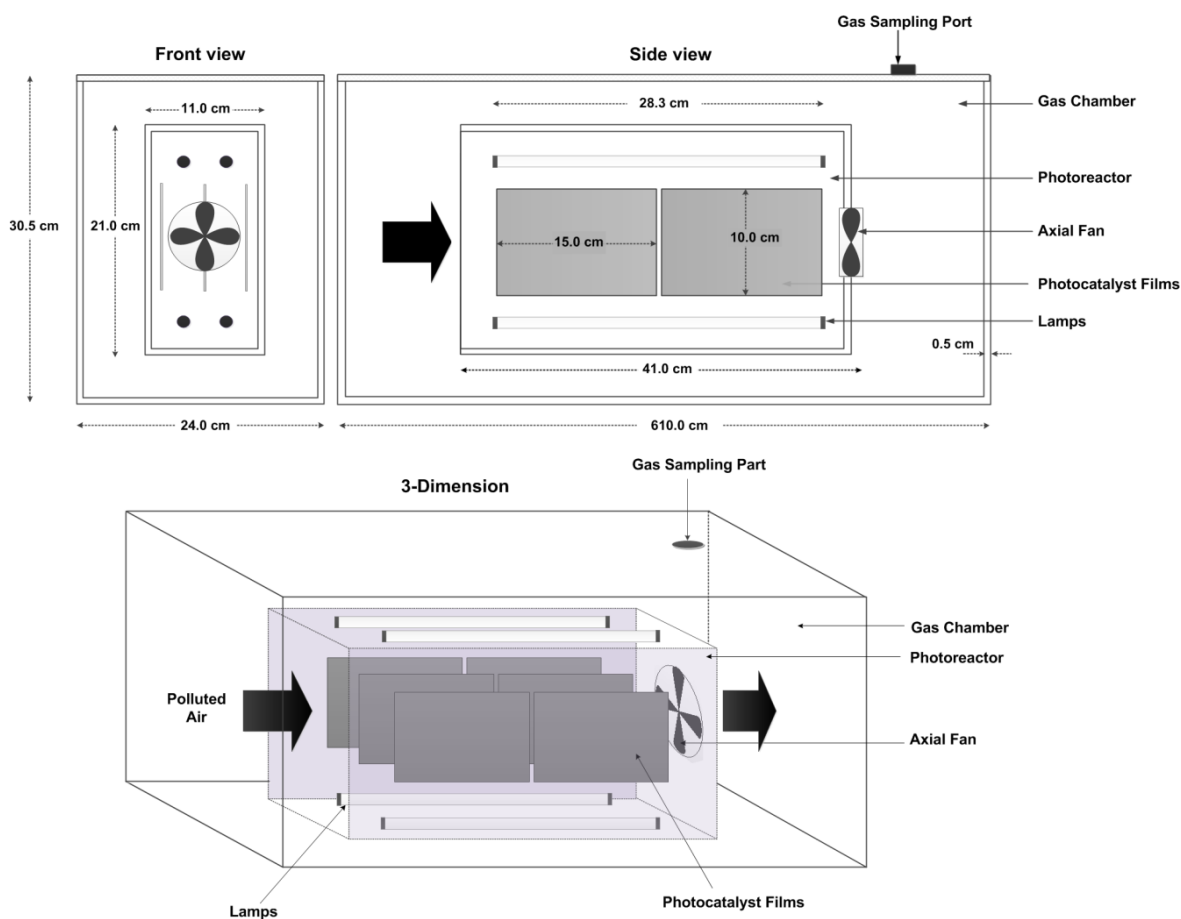 Gas Sampling Port
Front view
Side view
11.0 cm
28.3 cm
Gas Chamber
Photoreactor
30.5 cm
21.0 cm
15.0 cm
10.0 cm
Axial Fan
Photocatalyst Films
Lamps
0.5 cm
41.0 cm
24.0 cm
610.0 cm
Gas Sampling Part
3-Dimension
Gas Chamber
Photoreactor
Polluted
Air
Axial Fan
Photocatalyst Films
Lamps